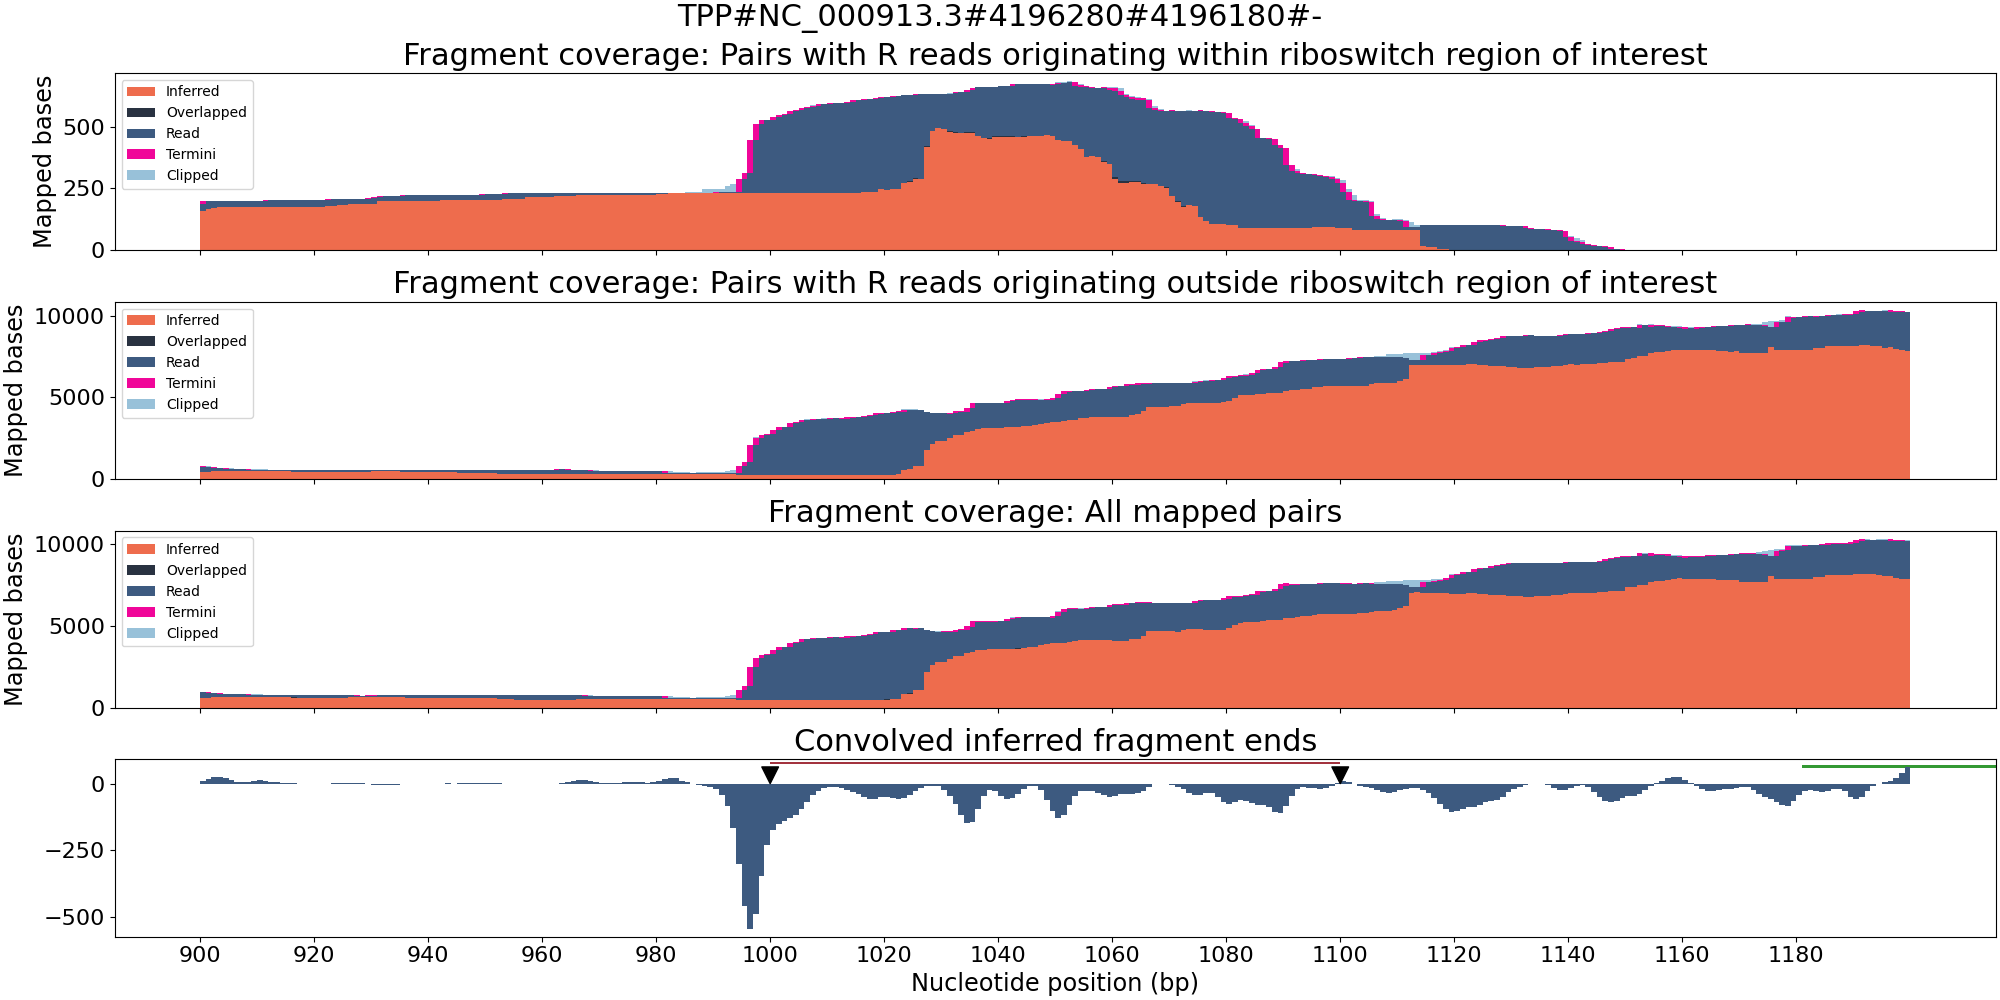 TPP#NC_000913.3#4196280#4196180#-
Fragment coverage: Pairs with R reads originating within riboswitch region of interest
Mapped bases
500
250
0
Inferred
Overlapped
Read
Termini
Clipped
Fragment coverage: Pairs with R reads originating outside riboswitch region of interest
Mapped bases
10000
5000
0
Inferred
Overlapped
Read
Termini
Clipped
Fragment coverage: All mapped pairs
Mapped bases
10000
5000
0
Inferred
Overlapped
Read
Termini
Clipped
Convolved inferred fragment ends
0
−250
−500
900 920 940 960 980 1000 1020 1040 1060 1080 1100 1120 1140 1160 1180
Nucleotide position (bp)